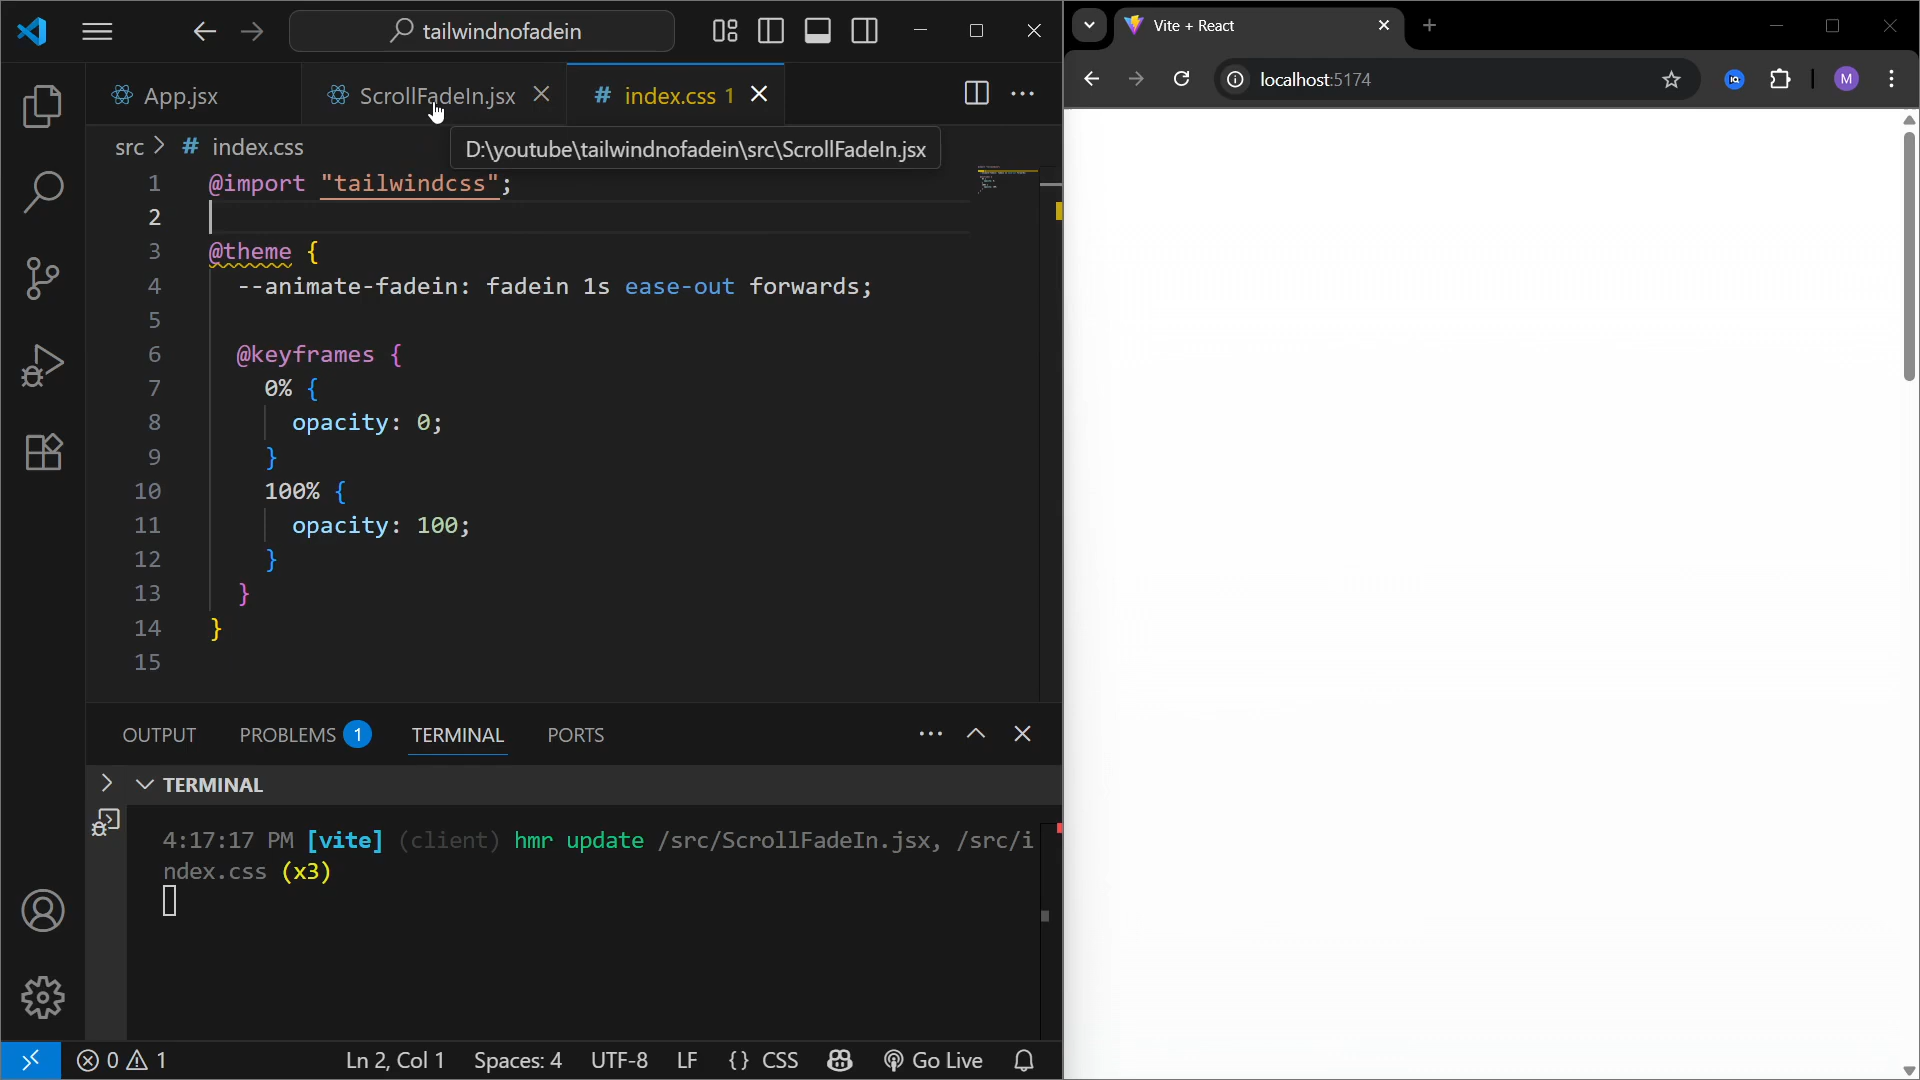 tailwindnofadein
App.jsx
ScrollFadeIn.jsx
# index.css 1
src > # index.css
D:\youtube\tailwindnofadein\src\ScrollFadeIn.jsx
1 @import "tailwindcss";
2
3 @theme {
4 --animate-fadein: fadein 1s ease-out forwards;
5
6 @keyframes {
7 0% {
8 opacity: 0;
9 }
10 100% {
11 opacity: 100;
12 }
13 }
14 }
15
OUTPUT PROBLEMS 1 TERMINAL PORTS
TERMINAL
4:17:17 PM [vite] (client) hmr update /src/ScrollFadeIn.jsx, /src/i
ndex.css (x3)
0 1 Ln 2, Col 1 Spaces: 4 UTF-8 LF {} CSS Go Live
Vite + React
localhost:5174
M